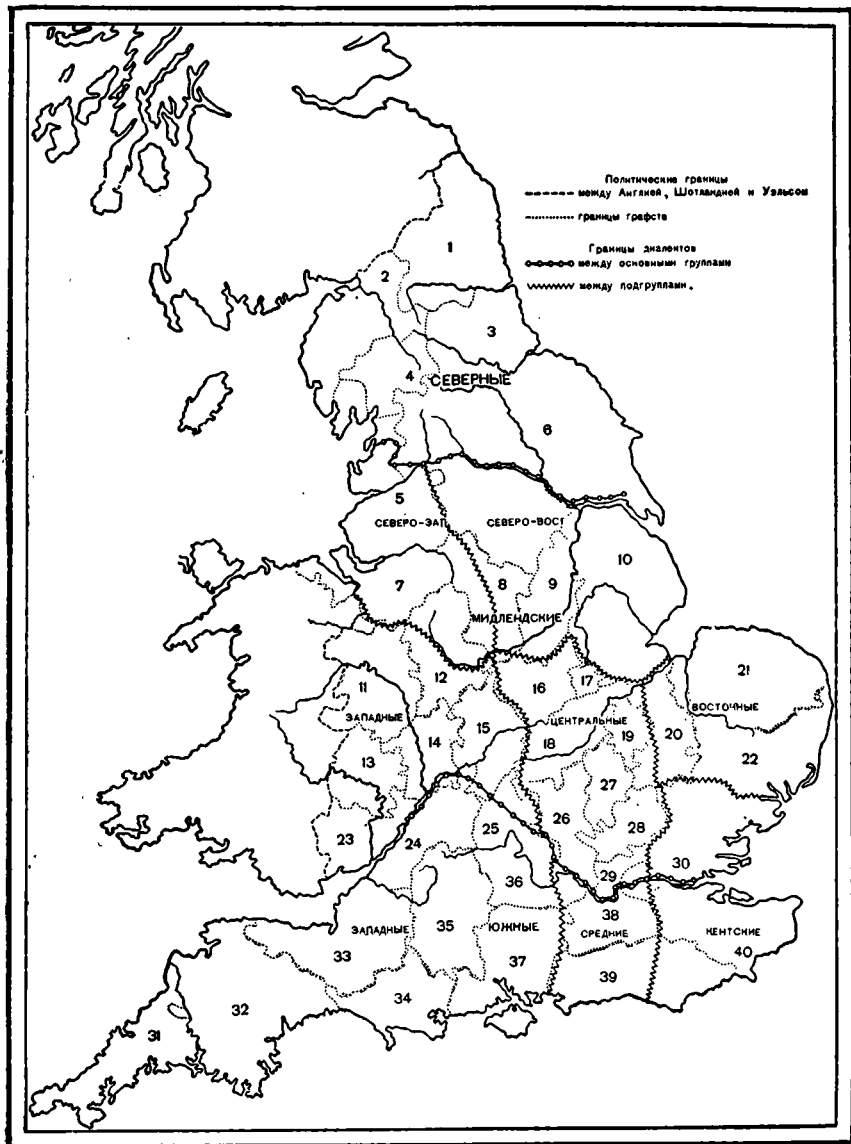 Политические границы
между Англией, Шотландией и Уэльсом
границы графств
Границы диалектов
между основными группами
между подгруппами.
1
2
3
4
СЕВЕРНЫЕ
6
5
СЕВЕРО-ЗАП
СЕВЕРО-ВОСТ
10
7
8
9
МИДЛЕНДСКИЕ
21
11
12
16
17
ЗАПАДНЫЕ
ЦЕНТРАЛЬНЫЕ
ВОСТОЧНЫЕ
13
14
15
18
19
20
22
23
24
25
26
27
28
29
30
36
38
ЗАПАДНЫЕ
35
ЮЖНЫЕ
СРЕДНИЕ
КЕНТСКИЕ
33
40
37
39
34
32
31